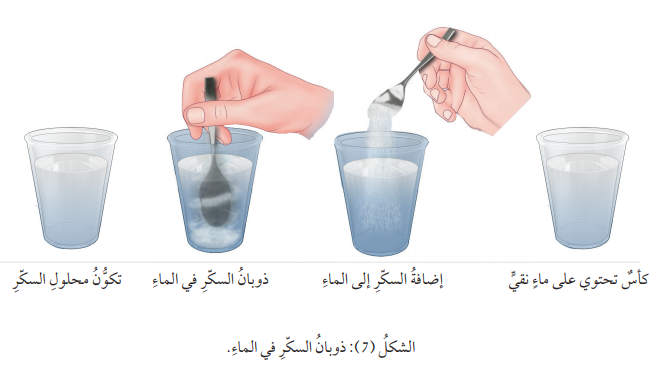 كأسٌ تحتوي على ماءٍ نقيٍّ
إضافةُ السكّرِ إلى الماءِ
ذوبانُ السكّرِ في الماءِ
تكوُّنُ محلولِ السكّرِ
الشكلُ (7): ذوبانُ السكّرِ في الماءِ.